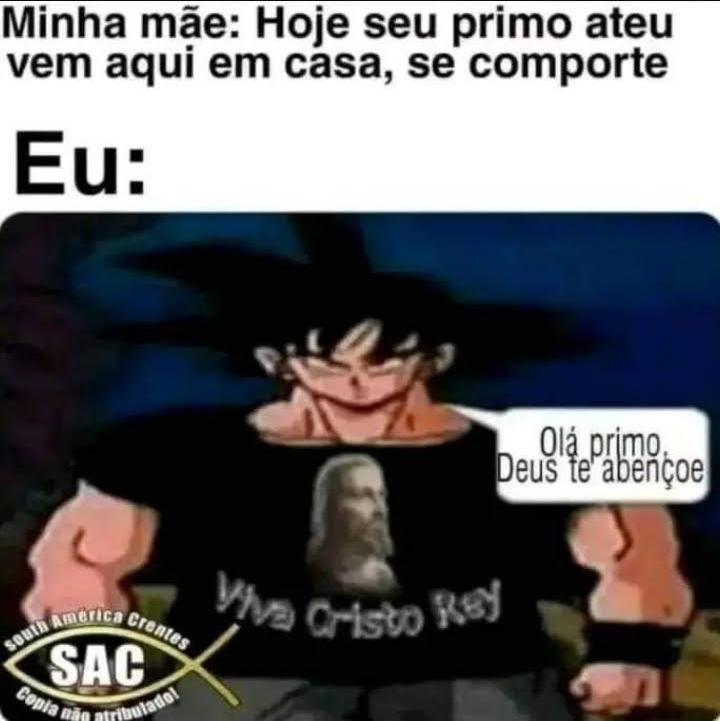 Minha mãe: Hoje seu primo ateu
vem aqui em casa, se comporte
Eu:
Olá primo,
Deus te abençoe
Viva Cristo Rey
South América Crentes
SAC
Copia não atribulado!